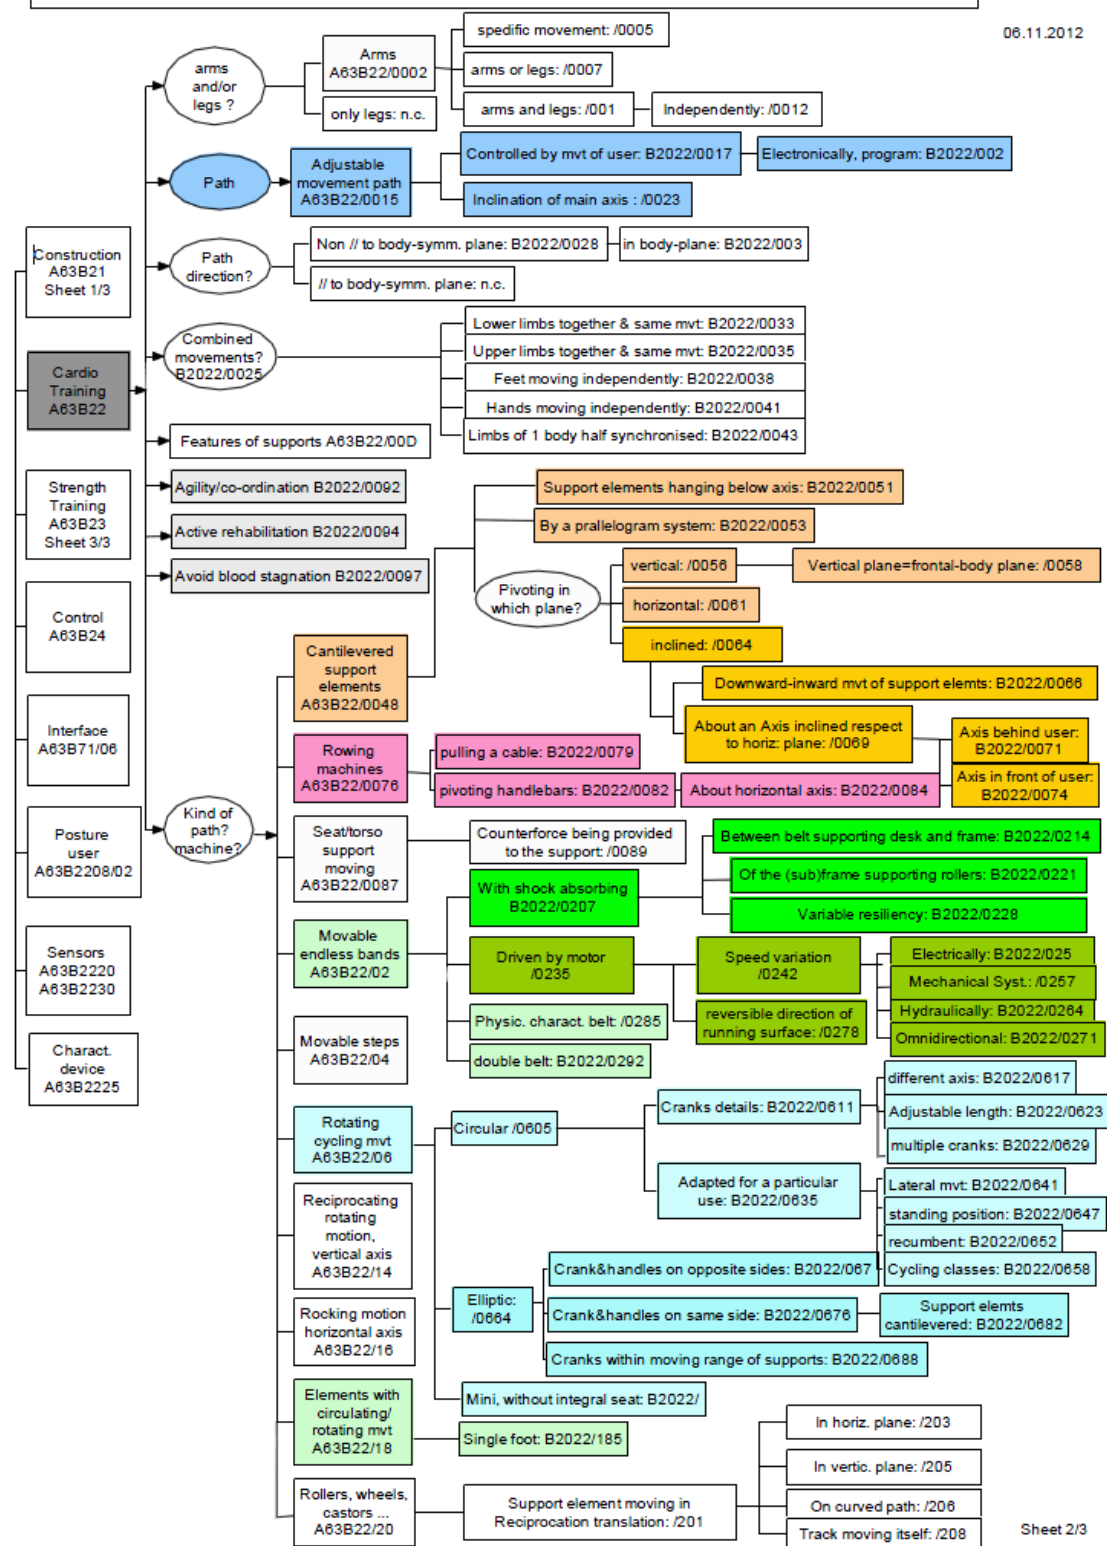 06.11.2012
arms
and/or
legs ?
Arms
A63B22/0002
only legs: n.c.
spedific movement: /0005
arms or legs: /0007
arms and legs: /001
Independently: /0012
Path
Adjustable
movement path
A63B22/0015
Controlled by mvt of user: B2022/0017
Electronically, program: B2022/002
Inclination of main axis : /0023
Construction
A63B21
Sheet 1/3
Path
direction?
Non // to body-symm. plane: B2022/0028
in body-plane: B2022/003
// to body-symm. plane: n.c.
Combined
movements?
B2022/0025
Lower limbs together & same mvt: B2022/0033
Upper limbs together & same mvt: B2022/0035
Feet moving independently: B2022/0038
Hands moving independently: B2022/0041
Limbs of 1 body half synchronised: B2022/0043
Cardio
Training
A63B22
Features of supports A63B22/00D
Agility/co-ordination B2022/0092
Active rehabilitation B2022/0094
Avoid blood stagnation B2022/0097
Strength
Training
A63B23
Sheet 3/3
Control
A63B24
Interface
A63B71/06
Posture
user
A63B2208/02
Sensors
A63B2220
A63B2230
Charact.
device
A63B2225
Kind of
path?
machine?
Cantilevered
support
elements
A63B22/0048
Support elements hanging below axis: B2022/0051
By a prallelogram system: B2022/0053
Pivoting in
which plane?
vertical: /0056
Vertical plane=frontal-body plane: /0058
horizontal: /0061
inclined: /0064
Downward-inward mvt of support elemts: B2022/0066
About an Axis inclined respect
to horiz: plane: /0069
Axis behind user:
B2022/0071
Axis in front of user:
B2022/0074
Rowing
machines
A63B22/0076
pulling a cable: B2022/0079
pivoting handlebars: B2022/0082
About horizontal axis: B2022/0084
Seat/torso
support
moving
A63B22/0087
Counterforce being provided
to the support: /0089
Movable
endless bands
A63B22/02
With shock absorbing
B2022/0207
Between belt supporting desk and frame: B2022/0214
Of the (sub)frame supporting rollers: B2022/0221
Variable resiliency: B2022/0228
Driven by motor
/0235
Speed variation
/0242
Electrically: B2022/025
Mechanical Syst.: /0257
Hydraulically: B2022/0264
Omnidirectional: B2022/0271
reversible direction of
running surface: /0278
Physic. charact. belt: /0285
double belt: B2022/0292
Movable steps
A63B22/04
Rotating
cycling mvt
A63B22/06
Circular /0605
Cranks details: B2022/0611
different axis: B2022/0617
Adjustable length: B2022/0623
multiple cranks: B2022/0629
Adapted for a particular
use: B2022/0635
Lateral mvt: B2022/0641
standing position: B2022/0647
recumbent: B2022/0652
Cycling classes: B2022/0658
Elliptic:
/0664
Crank&handles on opposite sides: B2022/067
Crank&handles on same side: B2022/0676
Support elemts
cantilevered: B2022/0682
Cranks within moving range of supports: B2022/0688
Mini, without integral seat: B2022/
Reciprocating
rotating
motion,
vertical axis
A63B22/14
Rocking motion
horizontal axis
A63B22/16
Elements with
circulating/
rotating mvt
A63B22/18
Single foot: B2022/185
Rollers, wheels,
castors ...
A63B22/20
Support element moving in
Reciprocation translation: /201
In horiz. plane: /203
In vertic. plane: /205
On curved path: /206
Track moving itself: /208
Sheet 2/3